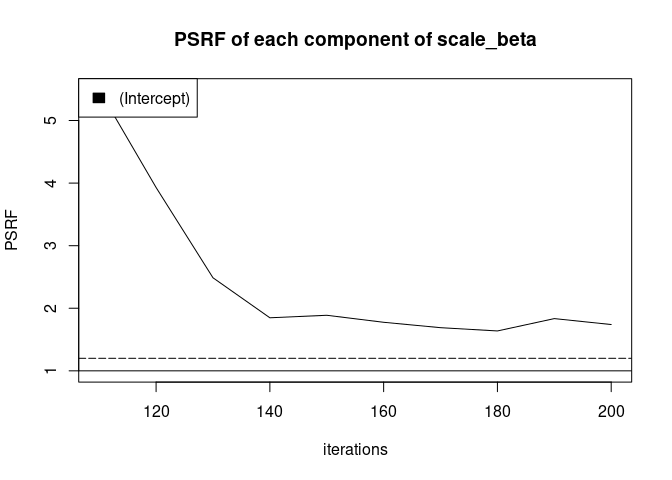 PSRF of each component of scale_beta
(Intercept)
PSRF
5
4
3
2
1
120 140 160 180 200
iterations